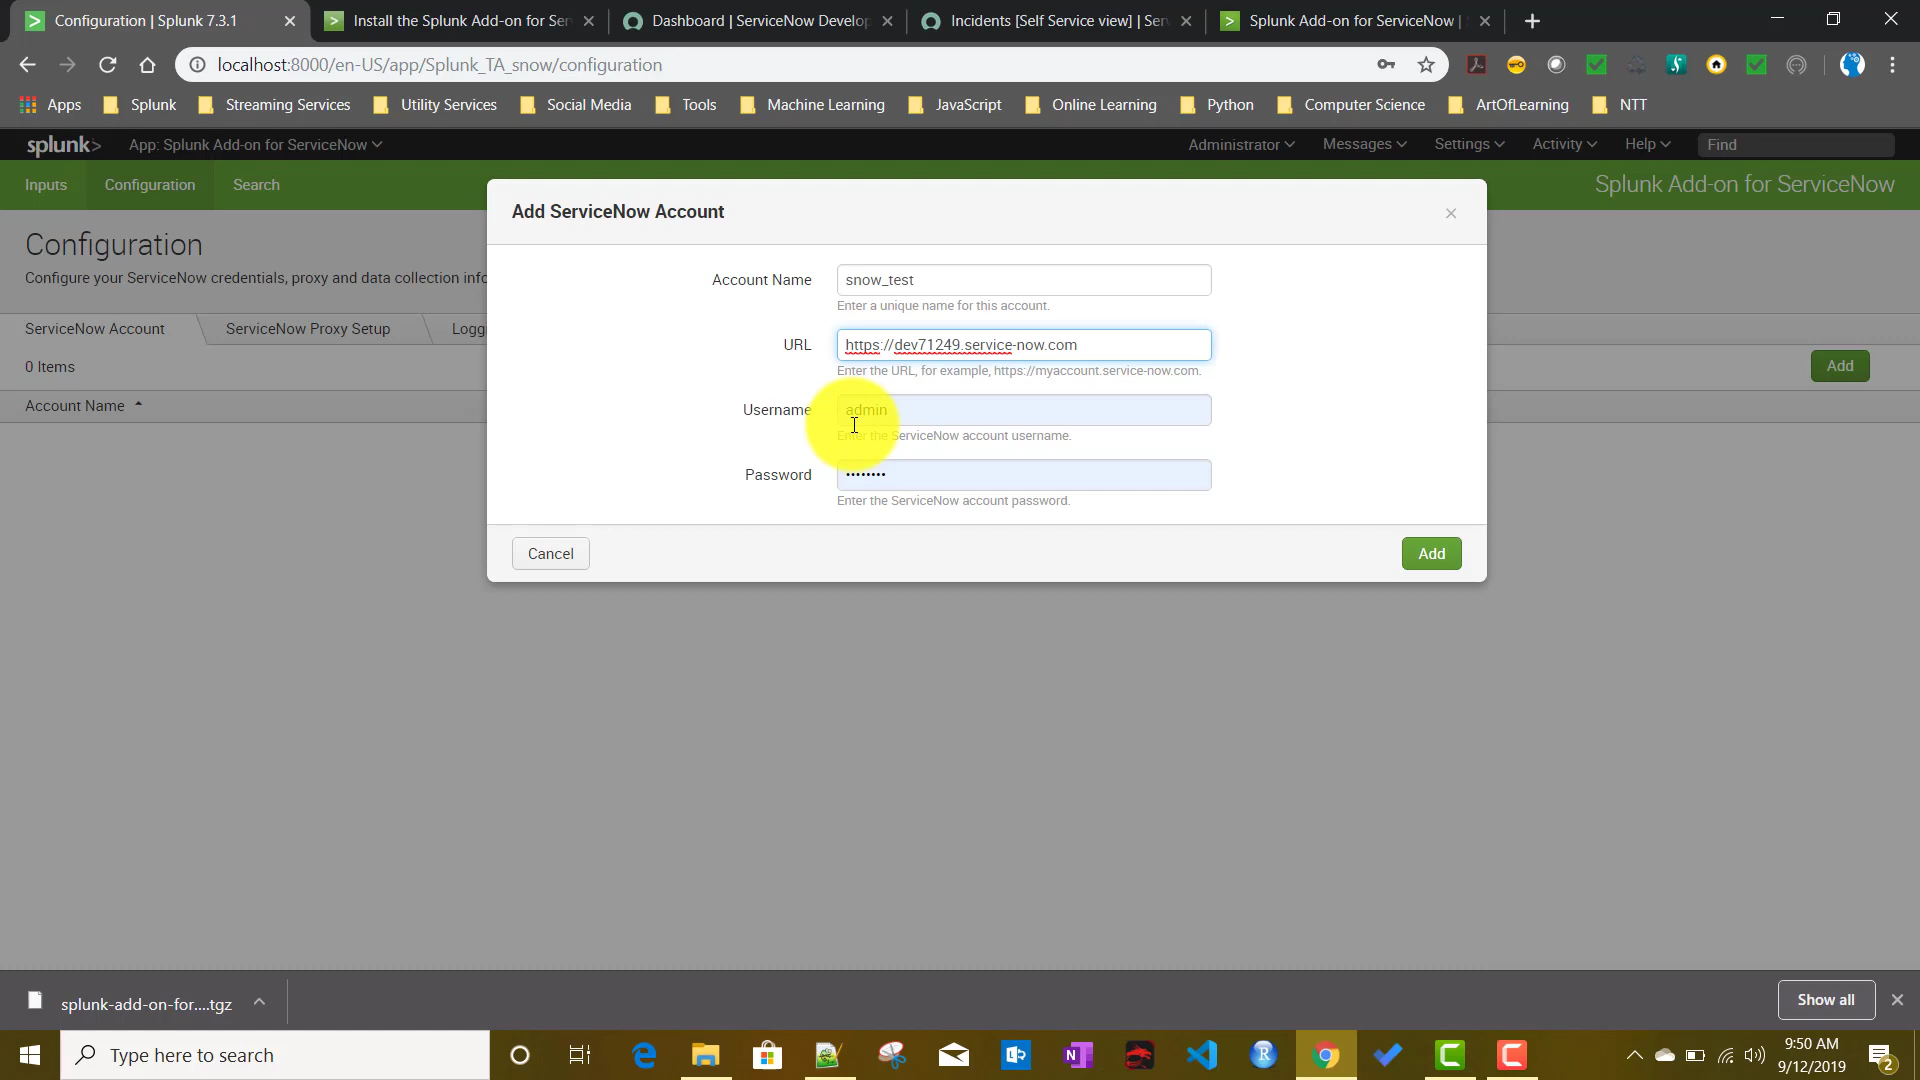 Configuration | Splunk 7.3.1
Install the Splunk Add-on for Ser
Dashboard | ServiceNow Develop
Incidents [Self Service view] | Ser
Splunk Add-on for ServiceNow |
localhost:8000/en-US/app/Splunk_TA_snow/configuration
Apps Splunk Streaming Services Utility Services Social Media Tools Machine Learning JavaScript Online Learning Python Computer Science ArtOfLearning NTT
splunk> App: Splunk Add-on for ServiceNow Administrator Messages Settings Activity Help Find
Inputs Configuration Search Splunk Add-on for ServiceNow
Add ServiceNow Account
Configuration
Configure your ServiceNow credentials, proxy and data collection info
Account Name snow_test
Enter a unique name for this account.
ServiceNow Account ServiceNow Proxy Setup Loggi
URL https://dev71249.service-now.com
Enter the URL, for example, https://myaccount.service-now.com.
0 Items Add
Account Name
Username admin
Enter the ServiceNow account username.
Password ••••••••
Enter the ServiceNow account password.
Cancel Add
splunk-add-on-for....tgz Show all
Type here to search
9:50 AM
9/12/2019
2